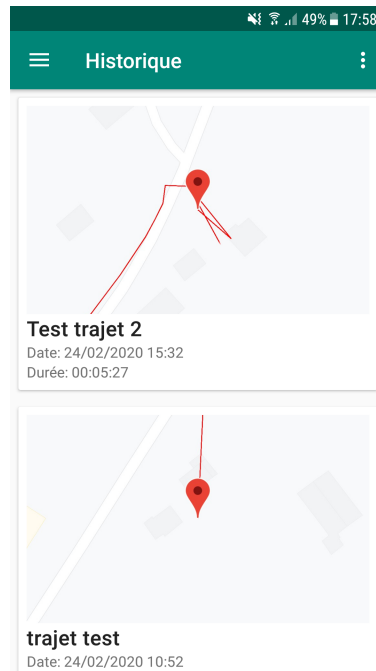 49% 17:58
Historique
Test trajet 2
Date: 24/02/2020 15:32
Durée: 00:05:27
trajet test
Date: 24/02/2020 10:52